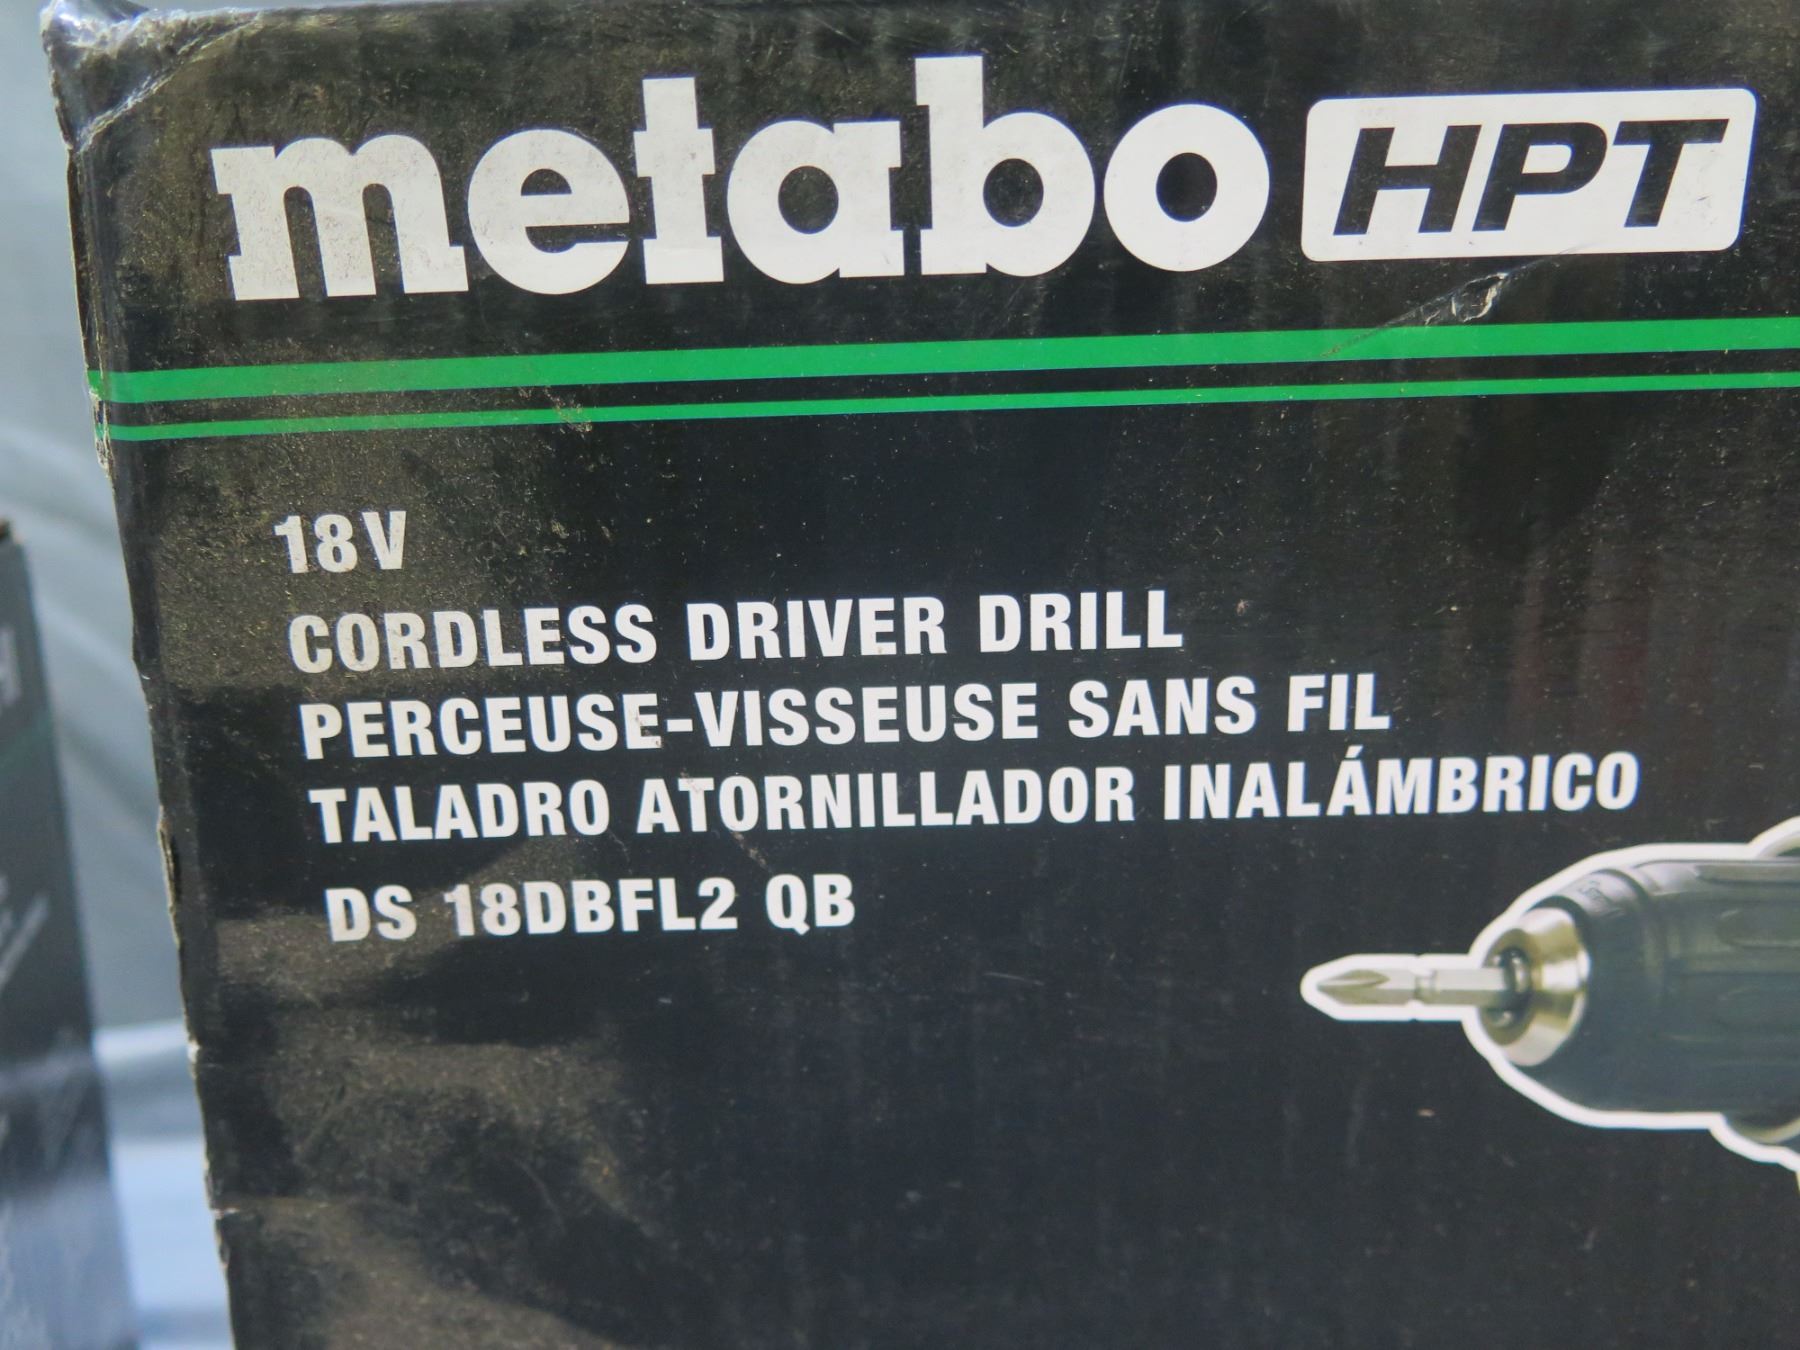 metabo HPT
18V
CORDLESS DRIVER DRILL
PERCEUSE-VISSEUSE SANS FIL
TALADRO ATORNILLADOR INALÁMBRICO
DS 18DBFL2 QB